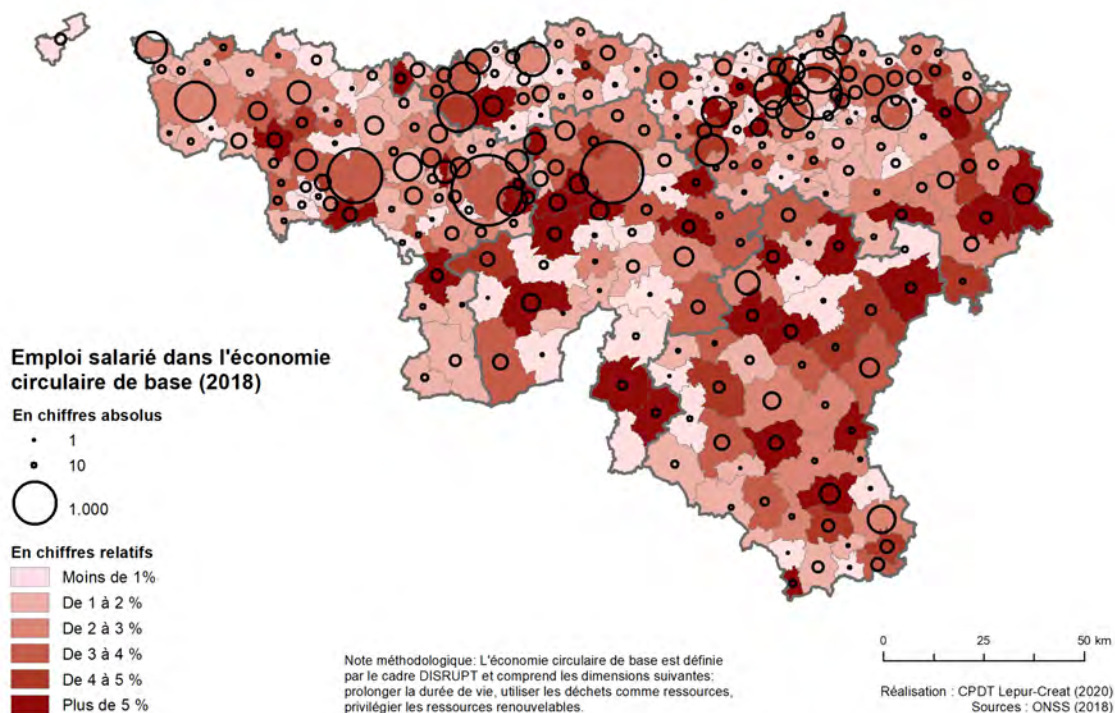 Emploi salarié dans l'économie
circulaire de base (2018)
En chiffres absolus
1
10
1.000
En chiffres relatifs
Moins de 1%
De 1 à 2 %
De 2 à 3 %
De 3 à 4 %
De 4 à 5 %
Plus de 5 %
Note méthodologique: L'économie circulaire de base est définie
par le cadre DISRUPT et comprend les dimensions suivantes:
prolonger la durée de vie, utiliser les déchets comme ressources,
privilégier les ressources renouvelables.
0 25 50 km
Réalisation : CPDT Lepur-Creat (2020)
Sources : ONSS (2018)